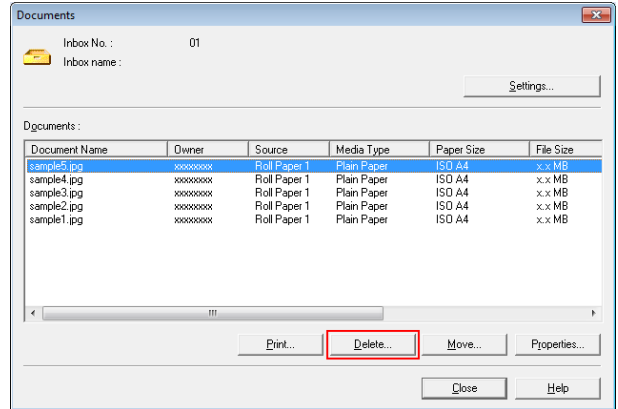 Documents
Inbox No. : 01
Inbox name :
Settings...
Documents :
Document Name Owner Source Media Type Paper Size File Size
sample5.jpg xxxxxxxx Roll Paper 1 Plain Paper ISO A4 x.x MB
sample4.jpg xxxxxxxx Roll Paper 1 Plain Paper ISO A4 x.x MB
sample3.jpg xxxxxxxx Roll Paper 1 Plain Paper ISO A4 x.x MB
sample2.jpg xxxxxxxx Roll Paper 1 Plain Paper ISO A4 x.x MB
sample1.jpg xxxxxxxx Roll Paper 1 Plain Paper ISO A4 x.x MB
Print... Delete... Move... Properties...
Close Help